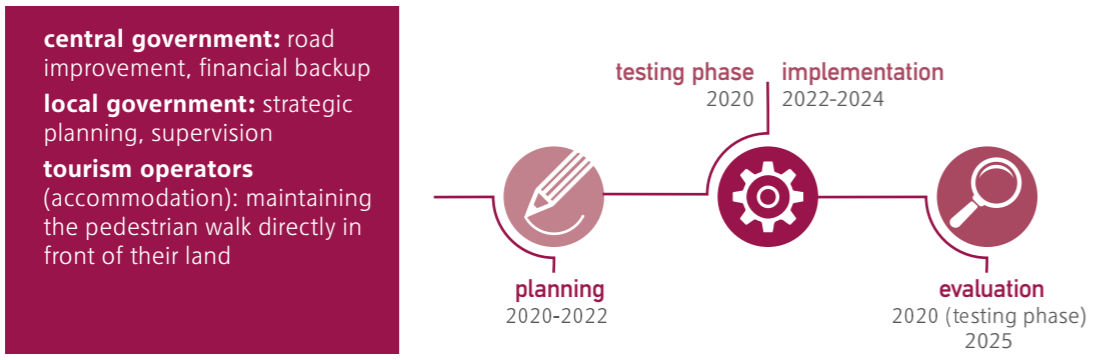 central government: road
improvement, financial backup
local government: strategic
planning, supervision
tourism operators
(accommodation): maintaining
the pedestrian walk directly in
front of their land
testing phase
2020
implementation
2022-2024
planning
2020-2022
evaluation
2020 (testing phase)
2025